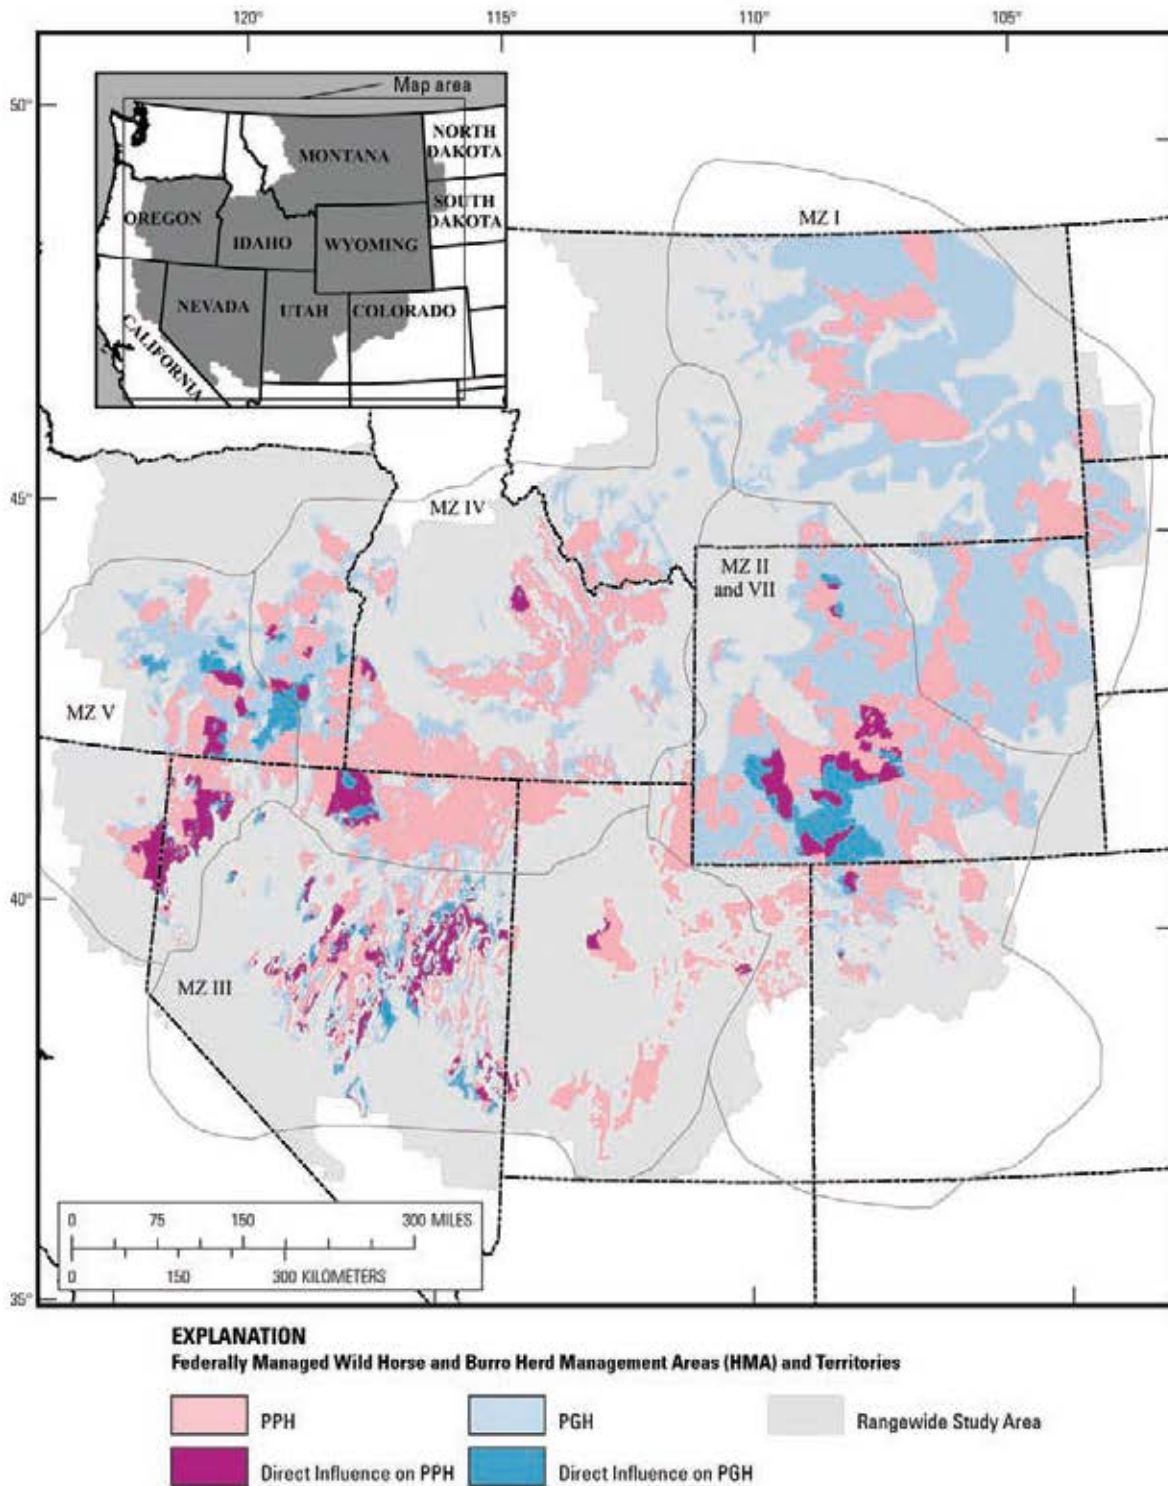 120°
115°
110°
105°
50°
Map area
NORTH
DAKOTA
MONTANA
SOUTH
DAKOTA
OREGON
IDAHO
WYOMING
NEVADA
UTAH
COLORADO
CALIFORNIA
MZ I
45°
MZ IV
MZ II
and VII
MZ V
40°
MZ III
0 75 150 300 MILES
0 150 300 KILOMETERS
35°
EXPLANATION
Federally Managed Wild Horse and Burro Herd Management Areas (HMA) and Territories
PPH
PGH
Rangewide Study Area
Direct Influence on PPH
Direct Influence on PGH